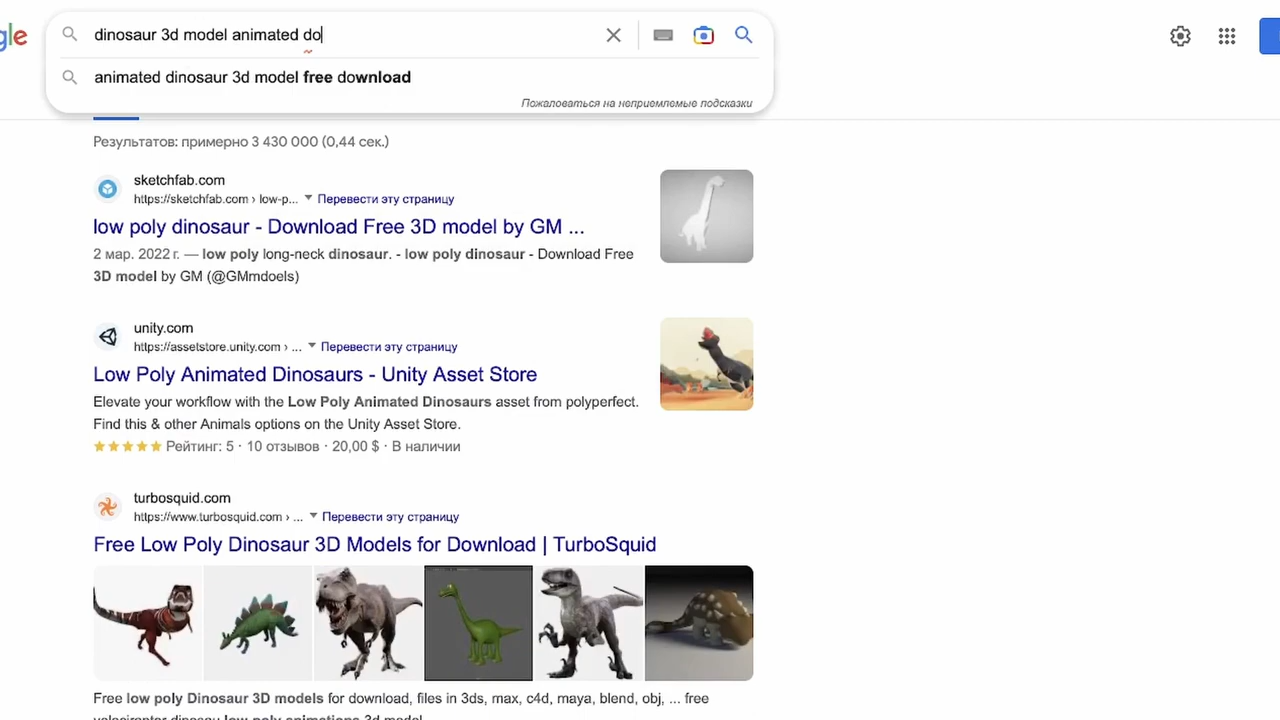 gle
dinosaur 3d model animated do
animated dinosaur 3d model free download
Пожаловаться на неприемлемые подсказки
Результатов: примерно 3 430 000 (0,44 сек.)
sketchfab.com
https://sketchfab.com › low-p... Перевести эту страницу
low poly dinosaur - Download Free 3D model by GM ...
2 мар. 2022 г. — low poly long-neck dinosaur. - low poly dinosaur - Download Free
3D model by GM (@GMmdoels)
unity.com
https://assetstore.unity.com › ... Перевести эту страницу
Low Poly Animated Dinosaurs - Unity Asset Store
Elevate your workflow with the Low Poly Animated Dinosaurs asset from polyperfect.
Find this & other Animals options on the Unity Asset Store.
Рейтинг: 5 · 10 отзывов · 20,00 $ · В наличии
turbosquid.com
https://www.turbosquid.com › ... Перевести эту страницу
Free Low Poly Dinosaur 3D Models for Download | TurboSquid
Free low poly Dinosaur 3D models for download, files in 3ds, max, c4d, maya, blend, obj, ... free
velociraptor dinosau low poly animations 3d model